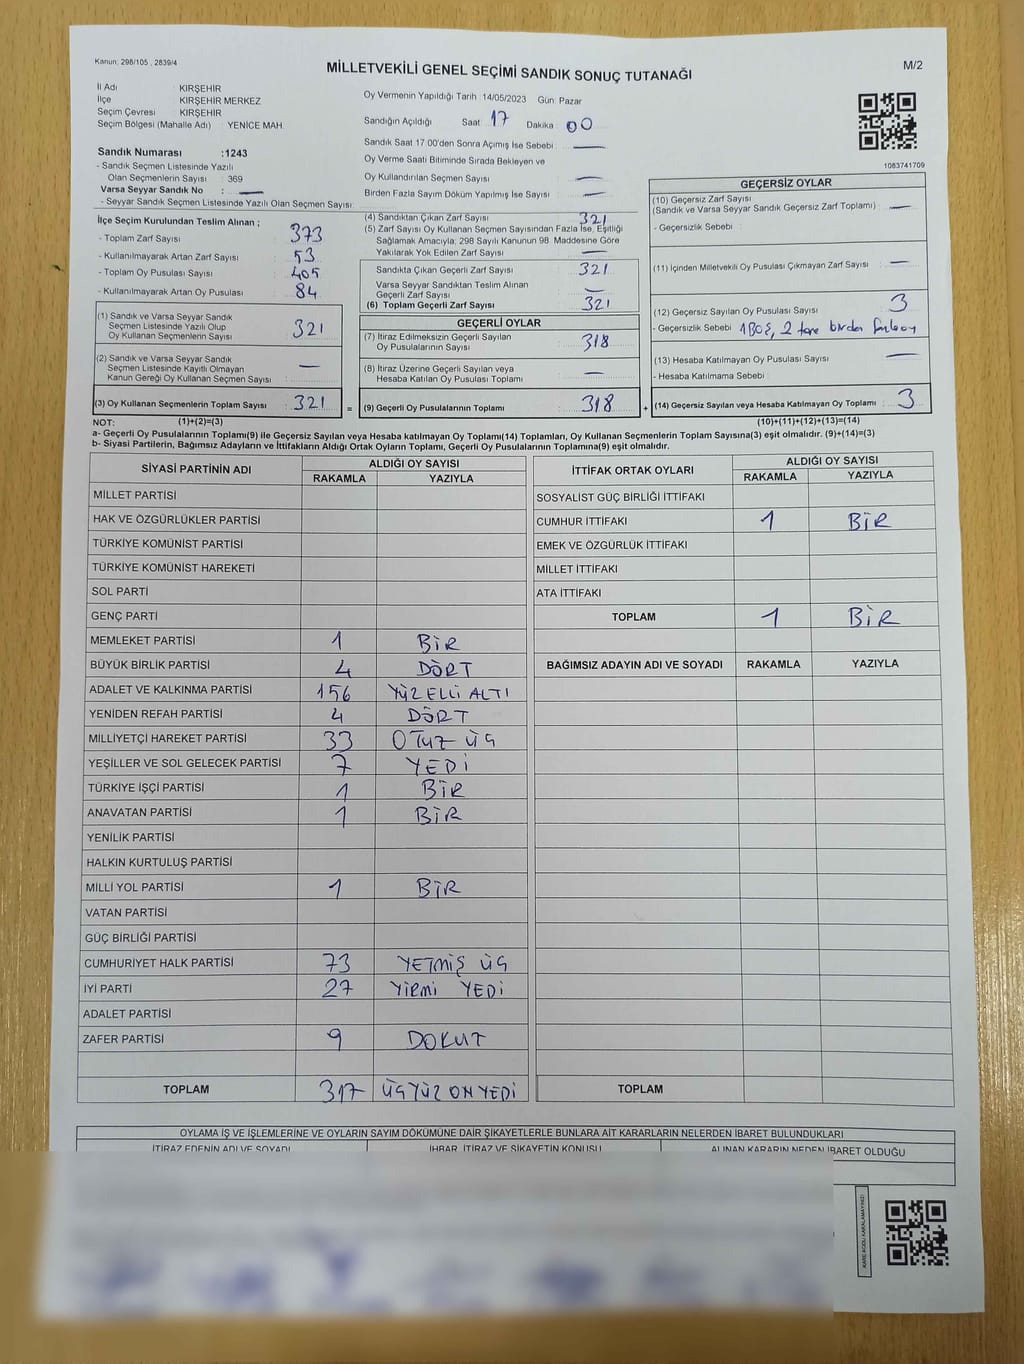 Kanun: 298/105 , 2839/4
MİLLETVEKİLİ GENEL SEÇİMİ SANDIK SONUÇ TUTANAĞI
M/2
İl Adı : KIRŞEHİR
İlçe : KIRŞEHİR MERKEZ
Seçim Çevresi : KIRŞEHİR
Seçim Bölgesi (Mahalle Adı) : YENİCE MAH.
Sandık Numarası :1243
- Sandık Seçmen Listesinde Yazılı
Olan Seçmenlerin Sayısı : 369
Varsa Seyyar Sandık No : —
- Seyyar Sandık Seçmen Listesinde Yazılı Olan Seçmen Sayısı:
Oy Vermenin Yapıldığı Tarih :14/05/2023 Gün: Pazar
Sandığın Açıldığı Saat : 17 Dakika : 00
Sandık Saat 17.00'den Sonra Açımış İse Sebebi : —
Oy Verme Saati Bitiminde Sırada Bekleyen ve
Oy Kullandırılan Seçmen Sayısı : —
Birden Fazla Sayım Döküm Yapılmış İse Sayısı : —
1083741709
İlçe Seçim Kurulundan Teslim Alınan ;
- Toplam Zarf Sayısı : 373
- Kullanılmayarak Artan Zarf Sayısı : 53
- Toplam Oy Pusulası Sayısı : 405
- Kullanılmayarak Artan Oy Pusulası : 84
(1) Sandık ve Varsa Seyyar Sandık
Seçmen Listesinde Yazılı Olup
Oy Kullanan Seçmenlerin Sayısı : 321
(2) Sandık ve Varsa Seyyar Sandık
Seçmen Listesinde Kayıtlı Olmayan
Kanun Gereği Oy Kullanan Seçmen Sayısı : —
(3) Oy Kullanan Seçmenlerin Toplam Sayısı : 321
(4) Sandıktan Çıkan Zarf Sayısı : 321
(5) Zarf Sayısı Oy Kullanan Seçmen Sayısından Fazla İse, Eşitliği
Sağlamak Amacıyla; 298 Sayılı Kanunun 98. Maddesine Göre
Yakılarak Yok Edilen Zarf Sayısı : —
Sandıkta Çıkan Geçerli Zarf Sayısı : 321
Varsa Seyyar Sandıktan Teslim Alınan
Geçerli Zarf Sayısı : —
(6) Toplam Geçerli Zarf Sayısı : 321
GEÇERLİ OYLAR
(7) İtiraz Edilmeksizin Geçerli Sayılan
Oy Pusulalarının Sayısı : 318
(8) İtiraz Üzerine Geçerli Sayılan veya
Hesaba Katılan Oy Pusulası Toplamı : —
= (9) Geçerli Oy Pusulalarının Toplamı : 318 +
GEÇERSİZ OYLAR
(10) Geçersiz Zarf Sayısı
(Sandık ve Varsa Seyyar Sandık Geçersiz Zarf Toplamı) : —
- Geçersizlik Sebebi :
(11) İçinden Milletvekili Oy Pusulası Çıkmayan Zarf Sayısı : —
(12) Geçersiz Sayılan Oy Pusulası Sayısı : 3
- Geçersizlik Sebebi : 1 BOŞ, 2 tane birden fazla oy
(13) Hesaba Katılmayan Oy Pusulası Sayısı : —
- Hesaba Katılmama Sebebi :
(14) Geçersiz Sayılan veya Hesaba Katılmayan Oy Toplamı : 3
NOT: (1)+(2)=(3) (10)+(11)+(12)+(13)=(14)
a- Geçerli Oy Pusulalarının Toplamı(9) ile Geçersiz Sayılan veya Hesaba katılmayan Oy Toplamı(14) Toplamları, Oy Kullanan Seçmenlerin Toplam Sayısına(3) eşit olmalıdır. (9)+(14)=(3)
b- Siyasi Partilerin, Bağımsız Adayların ve İttifakların Aldığı Ortak Oyların Toplamı, Geçerli Oy Pusulalarının Toplamına(9) eşit olmalıdır.
SİYASİ PARTİNİN ADI ALDIĞI OY SAYISI
RAKAMLA YAZIYLA
MİLLET PARTİSİ
HAK VE ÖZGÜRLÜKLER PARTİSİ
TÜRKİYE KOMÜNİST PARTİSİ
TÜRKİYE KOMÜNİST HAREKETİ
SOL PARTİ
GENÇ PARTİ
MEMLEKET PARTİSİ 1 BİR
BÜYÜK BİRLİK PARTİSİ 4 DÖRT
ADALET VE KALKINMA PARTİSİ 156 YÜZ ELLİ ALTI
YENİDEN REFAH PARTİSİ 4 DÖRT
MİLLİYETÇİ HAREKET PARTİSİ 33 OTUZ ÜÇ
YEŞİLLER VE SOL GELECEK PARTİSİ 7 YEDİ
TÜRKİYE İŞÇİ PARTİSİ 1 BİR
ANAVATAN PARTİSİ 1 BİR
YENİLİK PARTİSİ
HALKIN KURTULUŞ PARTİSİ
MİLLİ YOL PARTİSİ 1 BİR
VATAN PARTİSİ
GÜÇ BİRLİĞİ PARTİSİ
CUMHURİYET HALK PARTİSİ 73 YETMİŞ ÜÇ
İYİ PARTİ 27 YİRMİ YEDİ
ADALET PARTİSİ
ZAFER PARTİSİ 9 DOKUZ
TOPLAM 317 ÜÇ YÜZ ON YEDİ
İTTİFAK ORTAK OYLARI ALDIĞI OY SAYISI
RAKAMLA YAZIYLA
SOSYALİST GÜÇ BİRLİĞİ İTTİFAKI
CUMHUR İTTİFAKI 1 BİR
EMEK VE ÖZGÜRLÜK İTTİFAKI
MİLLET İTTİFAKI
ATA İTTİFAKI
TOPLAM 1 BİR
BAĞIMSIZ ADAYIN ADI VE SOYADI RAKAMLA YAZIYLA
TOPLAM
OYLAMA İŞ VE İŞLEMLERİNE VE OYLARIN SAYIM DÖKÜMÜNE DAİR ŞİKAYETLERLE BUNLARA AİT KARARLARIN NELERDEN İBARET BULUNDUKLARI
İTİRAZ EDENİN ADI VE SOYADI İHBAR, İTİRAZ VE ŞİKAYETİN KONUSU ALINAN KARARIN NEDEN İBARET OLDUĞU
KARE KODU KARALAMAYINIZ!